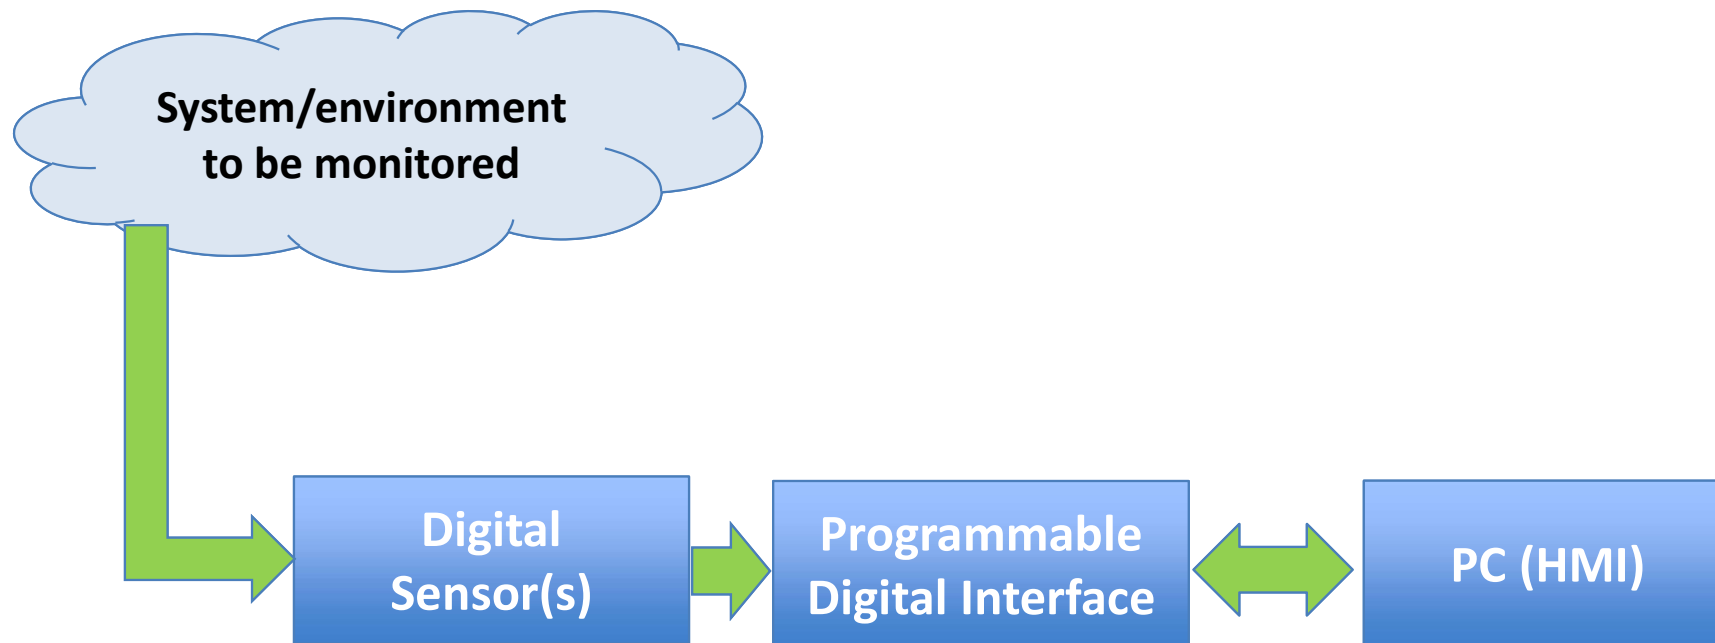 System/environment
to be monitored
Digital
Sensor(s)
Programmable
Digital Interface
PC (HMI)